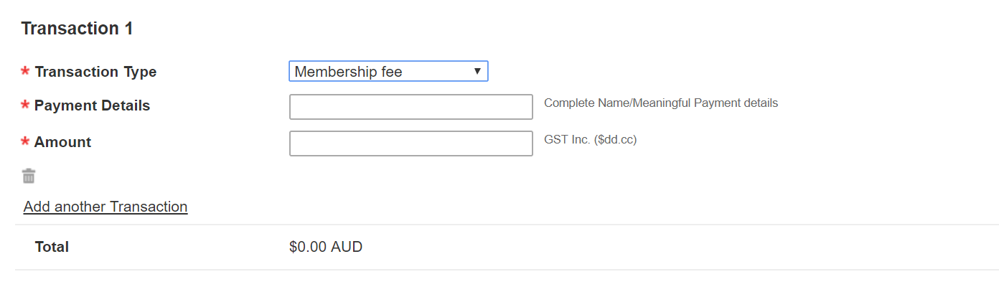 Transaction 1
* Transaction Type Membership fee
* Payment Details Complete Name/Meaningful Payment details
* Amount GST Inc. ($dd.cc)
Add another Transaction
Total $0.00 AUD